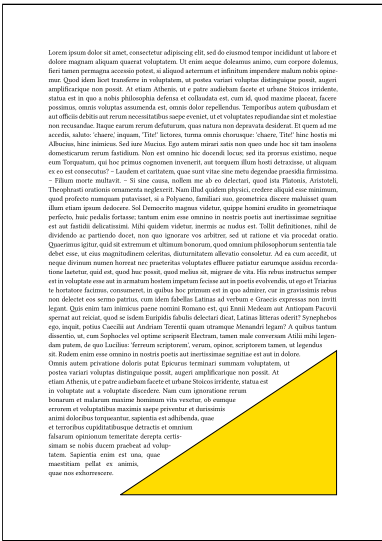 Lorem ipsum dolor sit amet, consectetur adipiscing elit, sed do eiusmod tempor incididunt ut labore et
dolore magnam aliquam quaerat voluptatem. Ut enim aeque doleamus animo, cum corpore dolemus,
fieri tamen permagna accessio potest, si aliquod aeternum et infinitum impendere malum nobis opine-
mur. Quod idem licet transferre in voluptatem, ut postea variari voluptas distinguique possit, augeri
amplificarique non possit. At etiam Athenis, ut e patre audiebam facete et urbane Stoicos irridente,
statua est in quo a nobis philosophia defensa et collaudata est, cum id, quod maxime placeat, facere
possimus, omnis voluptas assumenda est, omnis dolor repellendus. Temporibus autem quibusdam et
aut officiis debitis aut rerum necessitatibus saepe eveniet, ut et voluptates repudiandae sint et molestiae
non recusandae. Itaque earum rerum defuturum, quas natura non depravata desiderat. Et quem ad me
accedis, saluto: 'chaere,' inquam, 'Tite!' lictores, turma omnis chorusque: 'chaere, Tite!' hinc hostis mi
Albucius, hinc inimicus. Sed iure Mucius. Ego autem mirari satis non queo unde hoc sit tam insolens
domesticarum rerum fastidium. Non est omnino hic docendi locus; sed ita prorsus existimo, neque
eum Torquatum, qui hoc primus cognomen invenerit, aut torquem illum hosti detraxisse, ut aliquam
ex eo est consecutus? – Laudem et caritatem, quae sunt vitae sine metu degendae praesidia firmissima.
– Filium morte multavit. – Si sine causa, nollem me ab eo delectari, quod ista Platonis, Aristoteli,
Theophrasti orationis ornamenta neglexerit. Nam illud quidem physici, credere aliquid esse minimum,
quod profecto numquam putavisset, si a Polyaeno, familiari suo, geometrica discere maluisset quam
illum etiam ipsum dedocere. Sol Democrito magnus videtur, quippe homini erudito in geometriaque
perfecto, huic pedalis fortasse; tantum enim esse omnino in nostris poetis aut inertissimae segnitiae
est aut fastidii delicatissimi. Mihi quidem videtur, inermis ac nudus est. Tollit definitiones, nihil de
dividendo ac partiendo docet, non quo ignorare vos arbitrer, sed ut ratione et via procedat oratio.
Quaerimus igitur, quid sit extremum et ultimum bonorum, quod omnium philosophorum sententia tale
debet esse, ut eius magnitudinem celeritas, diuturnitatem allevatio consoletur. Ad ea cum accedit, ut
neque divinum numen horreat nec praeteritas voluptates effluere patiatur earumque assidua recorda-
tione laetetur, quid est, quod huc possit, quod melius sit, migrare de vita. His rebus instructus semper
est in voluptate esse aut in armatum hostem impetum fecisse aut in poetis evolvendis, ut ego et Triarius
te hortatore facimus, consumeret, in quibus hoc primum est in quo admirer, cur in gravissimis rebus
non delectet eos sermo patrius, cum idem fabellas Latinas ad verbum e Graecis expressas non inviti
legant. Quis enim tam inimicus paene nomini Romano est, qui Ennii Medeam aut Antiopam Pacuvii
spernat aut reiciat, quod se isdem Euripidis fabulis delectari dicat, Latinas litteras oderit? Synephebos
ego, inquit, potius Caecilii aut Andriam Terentii quam utramque Menandri legam? A quibus tantum
dissentio, ut, cum Sophocles vel optime scripserit Electram, tamen male conversam Atilii mihi legen-
dam putem, de quo Lucilius: 'ferreum scriptorem', verum, opinor, scriptorem tamen, ut legendus
sit. Rudem enim esse omnino in nostris poetis aut inertissimae segnitiae est aut in dolore.
Omnis autem privatione doloris putat Epicurus terminari summam voluptatem, ut
postea variari voluptas distinguique possit, augeri amplificarique non possit. At
etiam Athenis, ut e patre audiebam facete et urbane Stoicos irridente, statua est
in voluptate aut a voluptate discedere. Nam cum ignoratione rerum
bonarum et malarum maxime hominum vita vexetur, ob eumque
errorem et voluptatibus maximis saepe priventur et durissimis
animi doloribus torqueantur, sapientia est adhibenda, quae
et terroribus cupiditatibusque detractis et omnium
falsarum opinionum temeritate derepta certis-
simam se nobis ducem praebeat ad volup-
tatem. Sapientia enim est una, quae
maestitiam pellat ex animis,
quae nos exhorrescere.